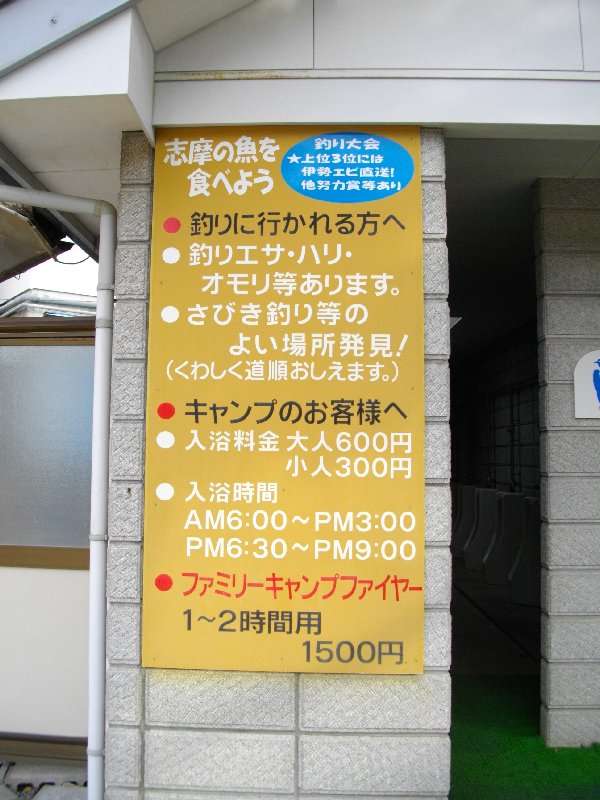 志摩の魚を
食べよう
釣り大会
★上位3位には
伊勢エビ直送!
他努力賞等あり
●釣りに行かれる方へ
●釣りエサ・ハリ・
オモリ等あります。
●さびき釣り等の
よい場所発見!
(くわしく道順おしえます。)
●キャンプのお客様へ
●入浴料金 大人600円
小人300円
●入浴時間
AM6:00〜PM3:00
PM6:30〜PM9:00
●ファミリーキャンプファイヤー
1〜2時間用
1500円